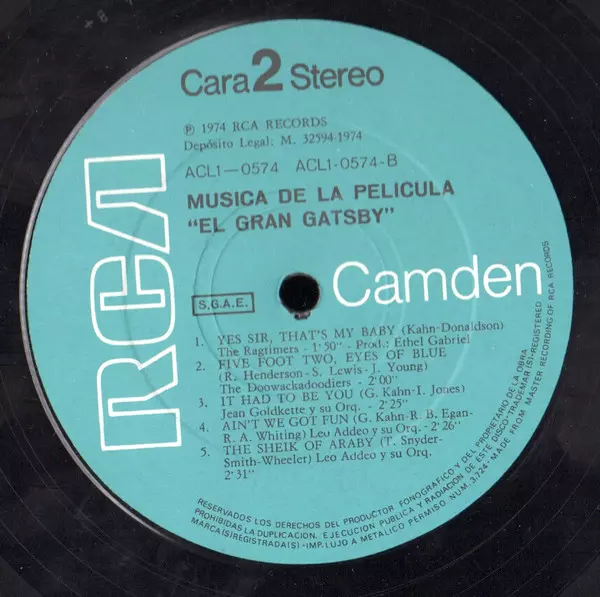 Cara 2 Stereo
℗ 1974 RCA RECORDS
Depósito Legal: M. 32594-1974
ACL1-0574 ACL1-0574-B
MUSICA DE LA PELICULA
"EL GRAN GATSBY"
RCA
S.G.A.E.
Camden
1. YES SIR, THAT'S MY BABY (Kahn-Donaldson)
The Ragtimers - 1'50" - Prod.: Ethel Gabriel
2. FIVE FOOT TWO, EYES OF BLUE
(R. Henderson-S. Lewis-J. Young)
The Doowackadoodiers - 2'00"
3. IT HAD TO BE YOU (G. Kahn-I. Jones)
Jean Goldkette y su Orq. - 2'25"
4. AIN'T WE GOT FUN (G. Kahn-R. B. Egan-
R. A. Whiting) Leo Addeo y su Orq. - 2'26"
5. THE SHEIK OF ARABY (T. Snyder-
Smith-Wheeler) Leo Addeo y su Orq.
2'31"
RESERVADOS LOS DERECHOS DEL PRODUCTOR FONOGRAFICO Y DEL PROPIETARIO DE LA OBRA
PROHIBIDAS LA DUPLICACION, EJECUCION PUBLICA Y RADIACION DE ESTE DISCO-TRADEMARK(S)-REGISTERED
MARCA(S)REGISTRADA(S)-IMP. LUJO A METALICO PERMISO NUM. 3.724-MADE FROM MASTER RECORDING OF RCA RECORDS